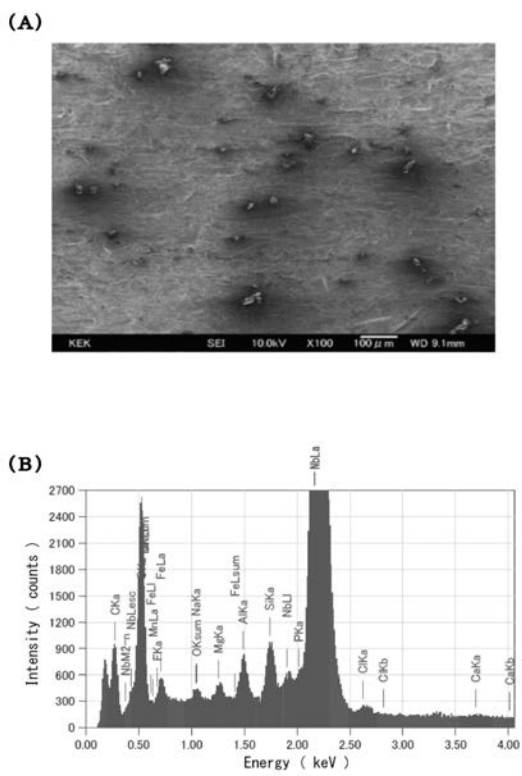 (A)
KEK SEI 10.0kV X100 100μm WD 9.1mm
(B)
NbLa
2700
2400
2100
1800
1500
1200
900
600
300
0
Intensity ( counts )
CKa
NbM2-n
NbLesc
MnLa
FeLl
FKa
FeLa
OKsum
NaKa
MgKa
FeLsum
AlKa
SiKa
NbLl
PKa
ClKa
ClKb
CaKa
CaKb
0.00 0.50 1.00 1.50 2.00 2.50 3.00 3.50 4.00
Energy ( keV )